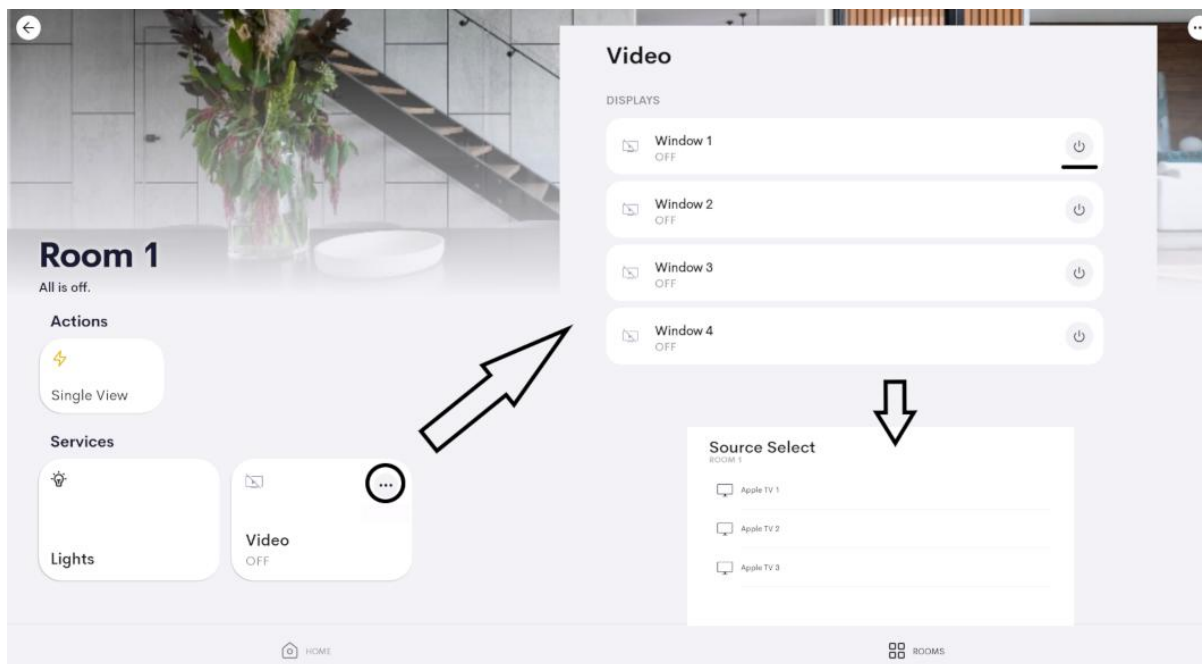 Room 1
All is off.
Actions
Single View
Services
Lights
Video
OFF
Video
DISPLAYS
Window 1
OFF
Window 2
OFF
Window 3
OFF
Window 4
OFF
Source Select
ROOM 1
Apple TV 1
Apple TV 2
Apple TV 3
HOME
ROOMS